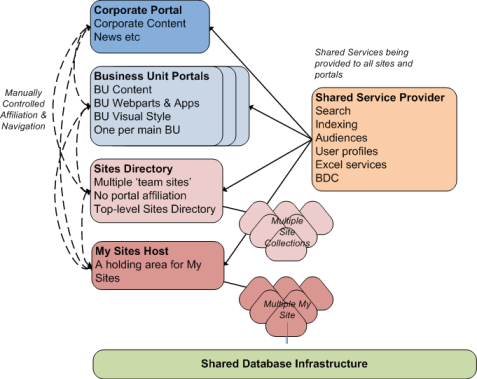 Corporate Portal
Corporate Content
News etc
Business Unit Portals
BU Content
BU Webparts & Apps
BU Visual Style
One per main BU
Sites Directory
Multiple 'team sites'
No portal affiliation
Top-level Sites Directory
My Sites Host
A holding area for My
Sites
Manually
Controlled
Affiliation &
Navigation
Shared Services being
provided to all sites and
portals
Shared Service Provider
Search
Indexing
Audiences
User profiles
Excel services
BDC
Multiple
Site
Collections
Multiple My
Site
Shared Database Infrastructure